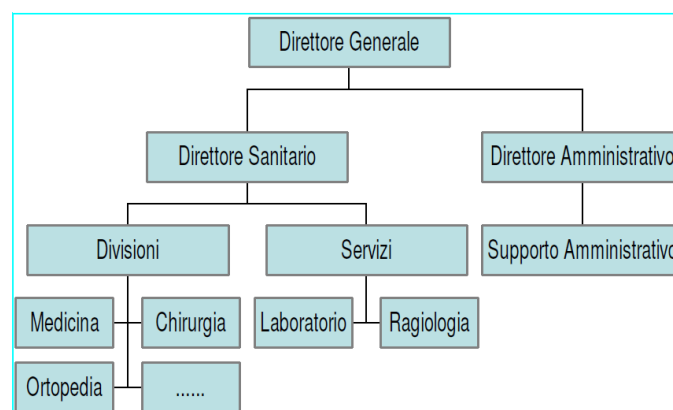 Direttore Generale
Direttore Sanitario
Direttore Amministrativo
Divisioni
Servizi
Supporto Amministrativo
Medicina
Chirurgia
Laboratorio
Ragiologia
Ortopedia
......